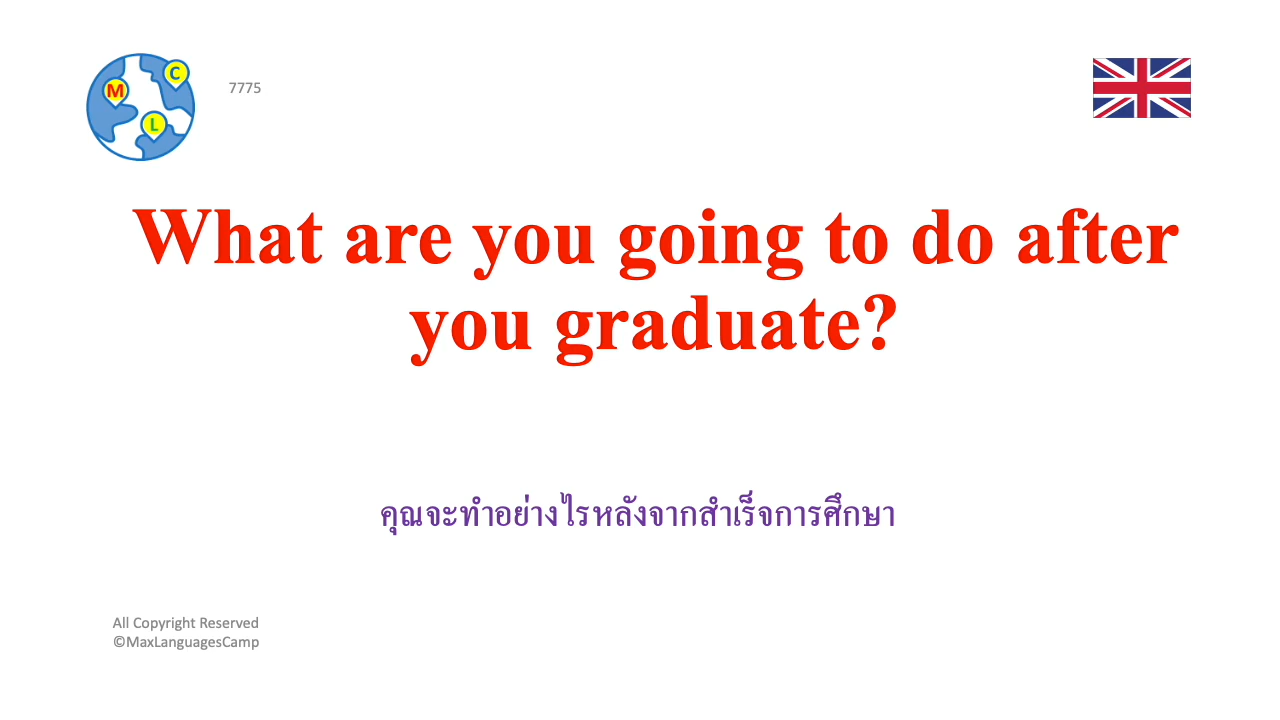 M
C
L
7775
What are you going to do after
you graduate?
คุณจะทำอย่างไรหลังจากสำเร็จการศึกษา
All Copyright Reserved
©MaxLanguagesCamp